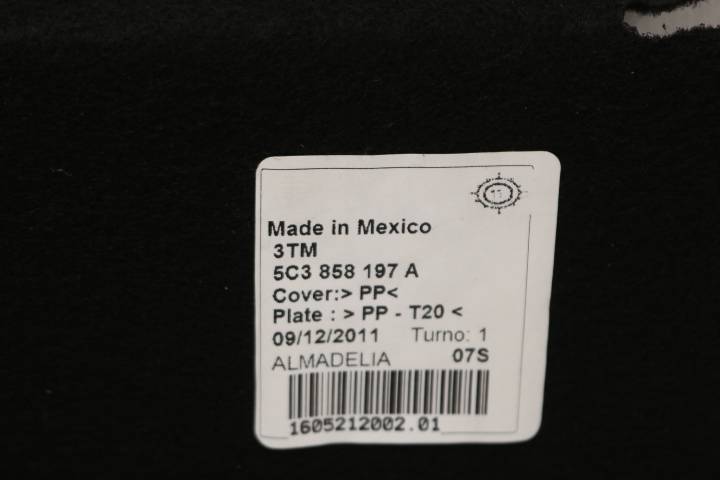 Made in Mexico
3TM
5C3 858 197 A
Cover:> PP<
Plate : > PP - T20 <
09/12/2011 Turno: 1
ALMADELIA 07S
1605212002.01